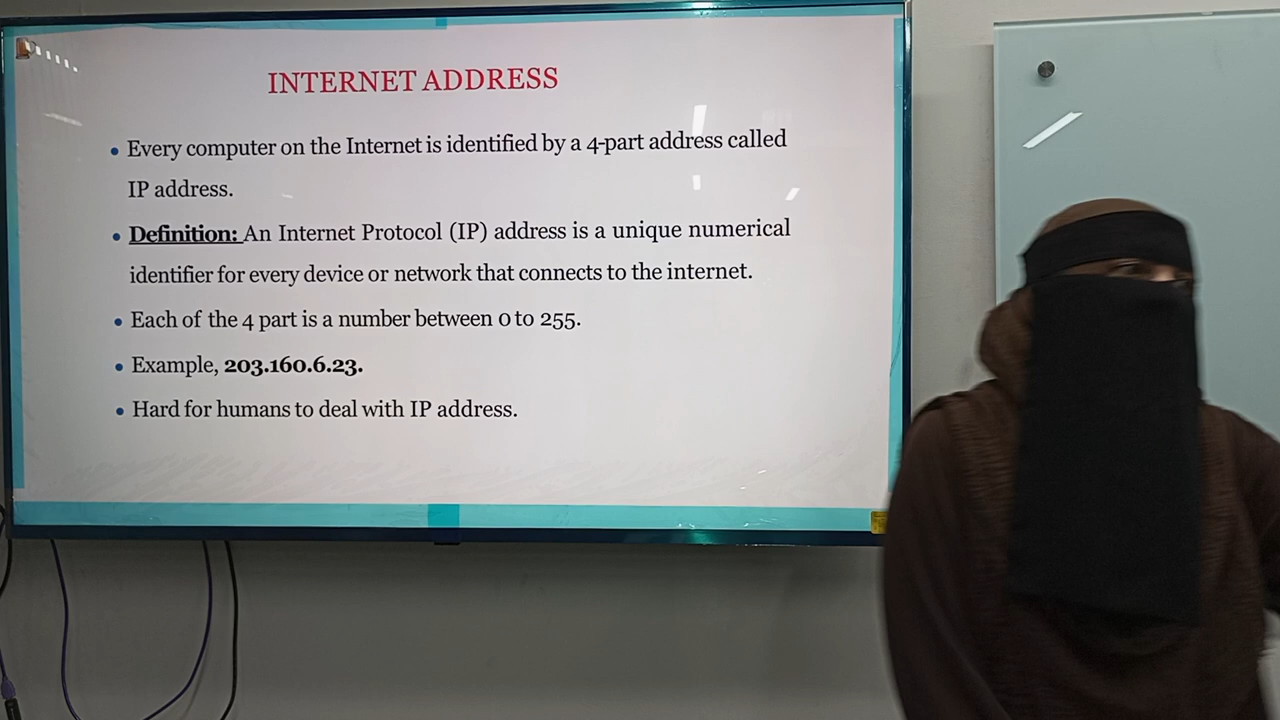 INTERNET ADDRESS
• Every computer on the Internet is identified by a 4-part address called
IP address.
• Definition: An Internet Protocol (IP) address is a unique numerical
identifier for every device or network that connects to the internet.
• Each of the 4 part is a number between 0 to 255.
• Example, 203.160.6.23.
• Hard for humans to deal with IP address.